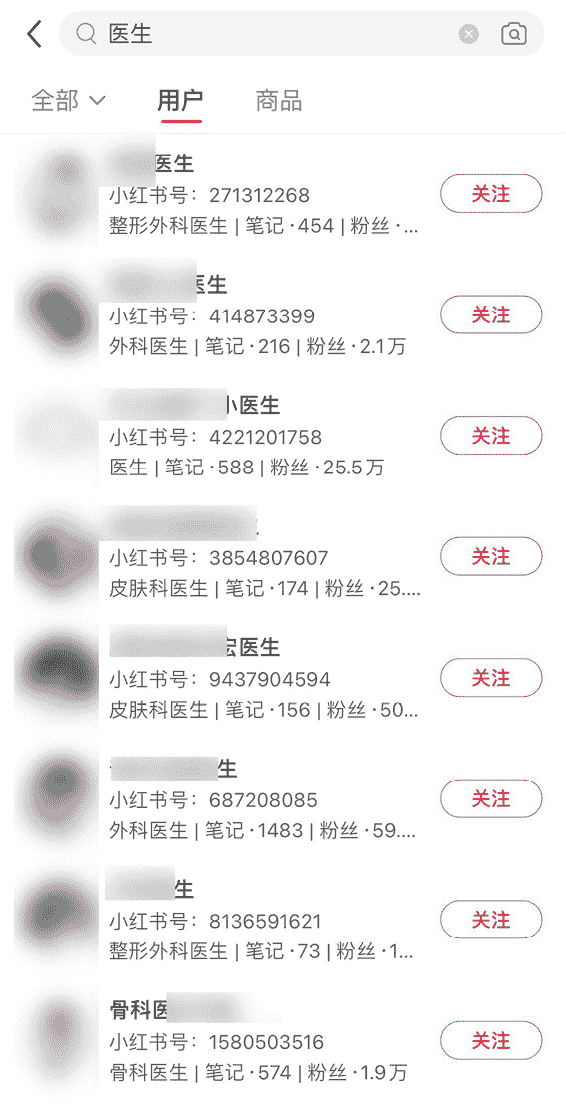 医生
全部 用户 商品
医生
小红书号：271312268 关注
整形外科医生 | 笔记·454 | 粉丝·...
医生
小红书号：414873399 关注
外科医生 | 笔记·216 | 粉丝·2.1万
小医生
小红书号：4221201758 关注
医生 | 笔记·588 | 粉丝·25.5万
小红书号：3854807607 关注
皮肤科医生 | 笔记·174 | 粉丝·25....
宏医生
小红书号：9437904594 关注
皮肤科医生 | 笔记·156 | 粉丝·50...
生
小红书号：687208085 关注
外科医生 | 笔记·1483 | 粉丝·59....
生
小红书号：8136591621 关注
整形外科医生 | 笔记·73 | 粉丝·1...
骨科医
小红书号：1580503516 关注
骨科医生 | 笔记·574 | 粉丝·1.9万